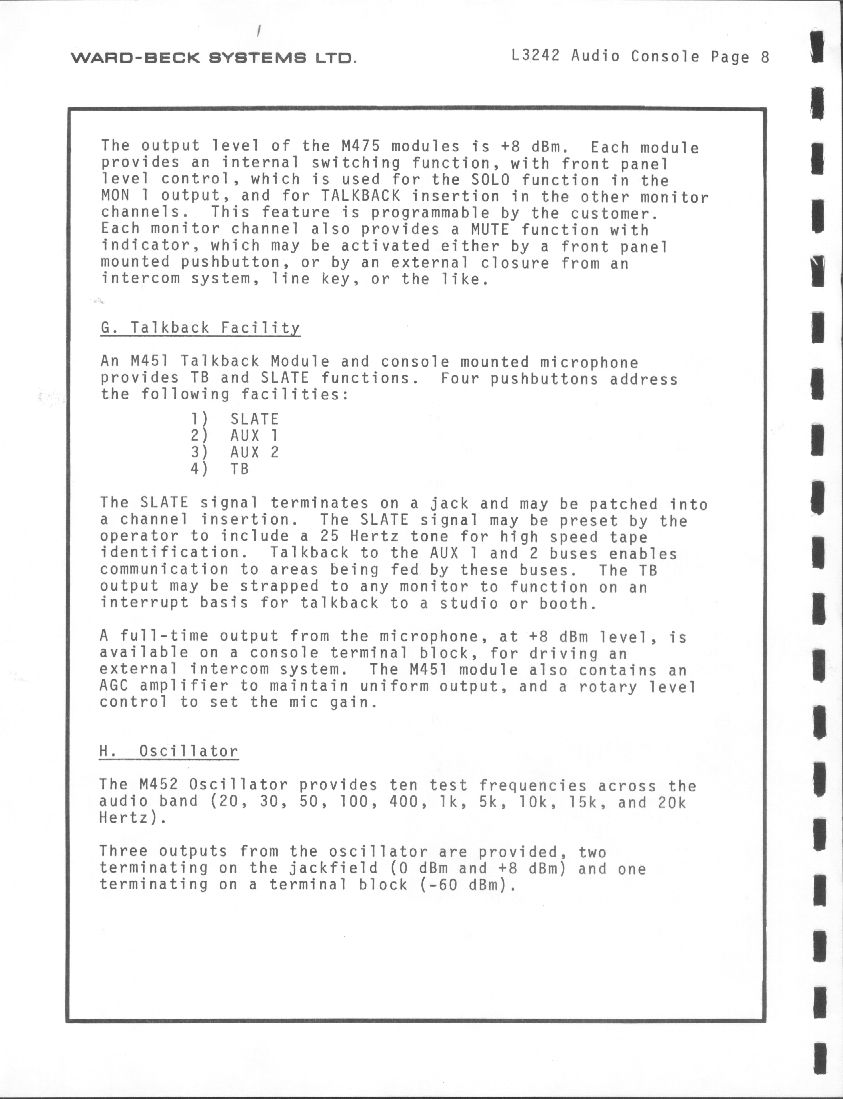 WARD-BECK SYSTEMS LTD.
L3242 Audio Console Page 8
The output level of the M475 modules is +8 dBm.  Each module
provides an internal switching function, with front panel
level control, which is used for the SOLO function in the
MON 1 output, and for TALKBACK insertion in the other monitor
channels.  This feature is programmable by the customer.
Each monitor channel also provides a MUTE function with
indicator, which may be activated either by a front panel
mounted pushbutton, or by an external closure from an
intercom system, line key, or the like.
G. Talkback Facility
An M451 Talkback Module and console mounted microphone
provides TB and SLATE functions.  Four pushbuttons address
the following facilities:
1)  SLATE
2)  AUX 1
3)  AUX 2
4)  TB
The SLATE signal terminates on a jack and may be patched into
a channel insertion.  The SLATE signal may be preset by the
operator to include a 25 Hertz tone for high speed tape
identification.  Talkback to the AUX 1 and 2 buses enables
communication to areas being fed by these buses.  The TB
output may be strapped to any monitor to function on an
interrupt basis for talkback to a studio or booth.
A full-time output from the microphone, at +8 dBm level, is
available on a console terminal block, for driving an
external intercom system.  The M451 module also contains an
AGC amplifier to maintain uniform output, and a rotary level
control to set the mic gain.
H.  Oscillator
The M452 Oscillator provides ten test frequencies across the
audio band (20, 30, 50, 100, 400, 1k, 5k, 10k, 15k, and 20k
Hertz).
Three outputs from the oscillator are provided, two
terminating on the jackfield (0 dBm and +8 dBm) and one
terminating on a terminal block (-60 dBm).